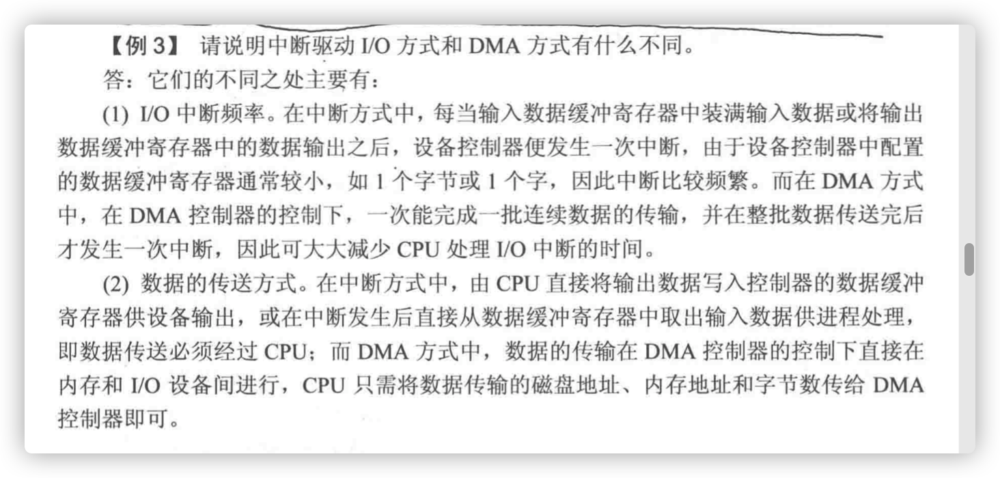 【例 3】 请说明中断驱动 I/O 方式和 DMA 方式有什么不同。
答：它们的不同之处主要有：
(1) I/O 中断频率。在中断方式中，每当输入数据缓冲寄存器中装满输入数据或将输出
数据缓冲寄存器中的数据输出之后，设备控制器便发生一次中断，由于设备控制器中配置
的数据缓冲寄存器通常较小，如 1 个字节或 1 个字，因此中断比较频繁。而在 DMA 方式
中，在 DMA 控制器的控制下，一次能完成一批连续数据的传输，并在整批数据传送完后
才发生一次中断，因此可大大减少 CPU 处理 I/O 中断的时间。
(2) 数据的传送方式。在中断方式中，由 CPU 直接将输出数据写入控制器的数据缓冲
寄存器供设备输出，或在中断发生后直接从数据缓冲寄存器中取出输入数据供进程处理，
即数据传送必须经过 CPU；而 DMA 方式中，数据的传输在 DMA 控制器的控制下直接在
内存和 I/O 设备间进行，CPU 只需将数据传输的磁盘地址、内存地址和字节数传给 DMA
控制器即可。